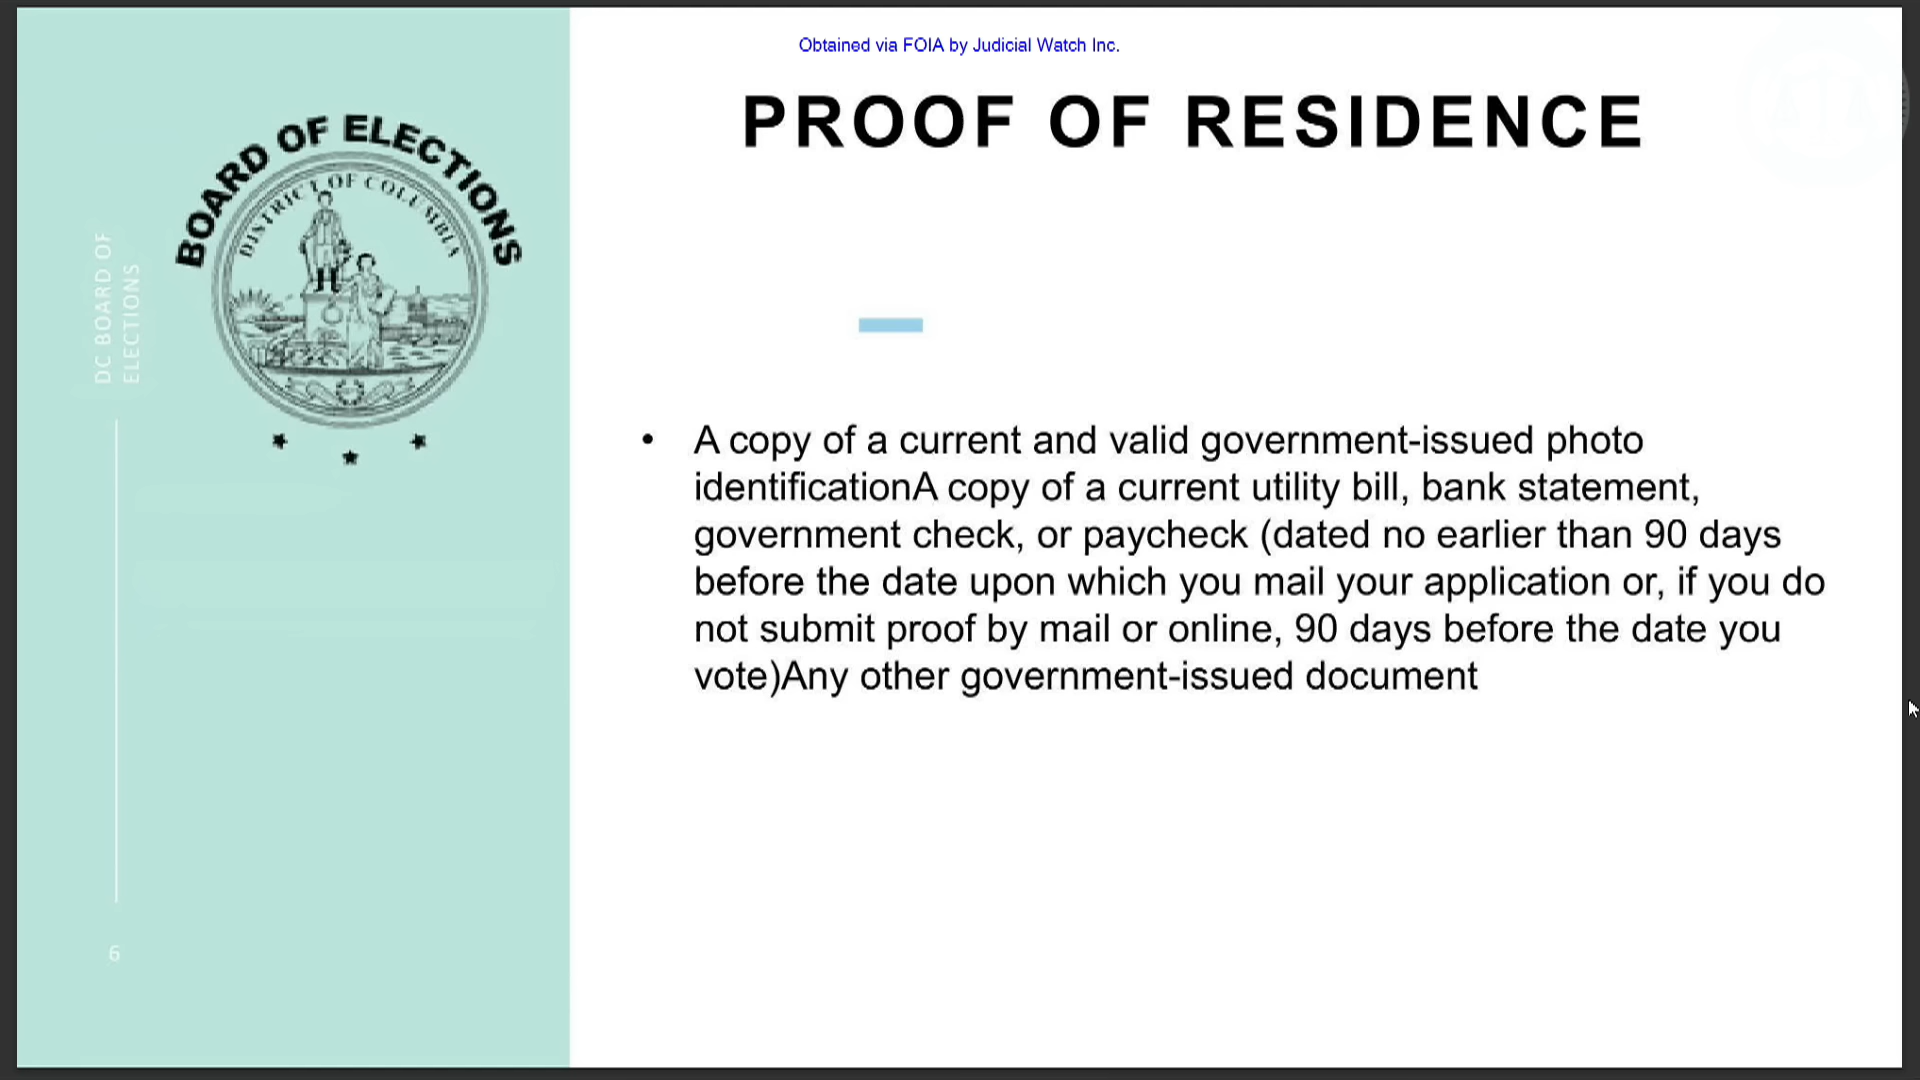 Obtained via FOIA by Judicial Watch Inc.
PROOF OF RESIDENCE
BOARD OF ELECTIONS
DISTRICT OF COLUMBIA
DC BOARD OF
ELECTIONS
• A copy of a current and valid government-issued photo
identificationA copy of a current utility bill, bank statement,
government check, or paycheck (dated no earlier than 90 days
before the date upon which you mail your application or, if you do
not submit proof by mail or online, 90 days before the date you
vote)Any other government-issued document
6